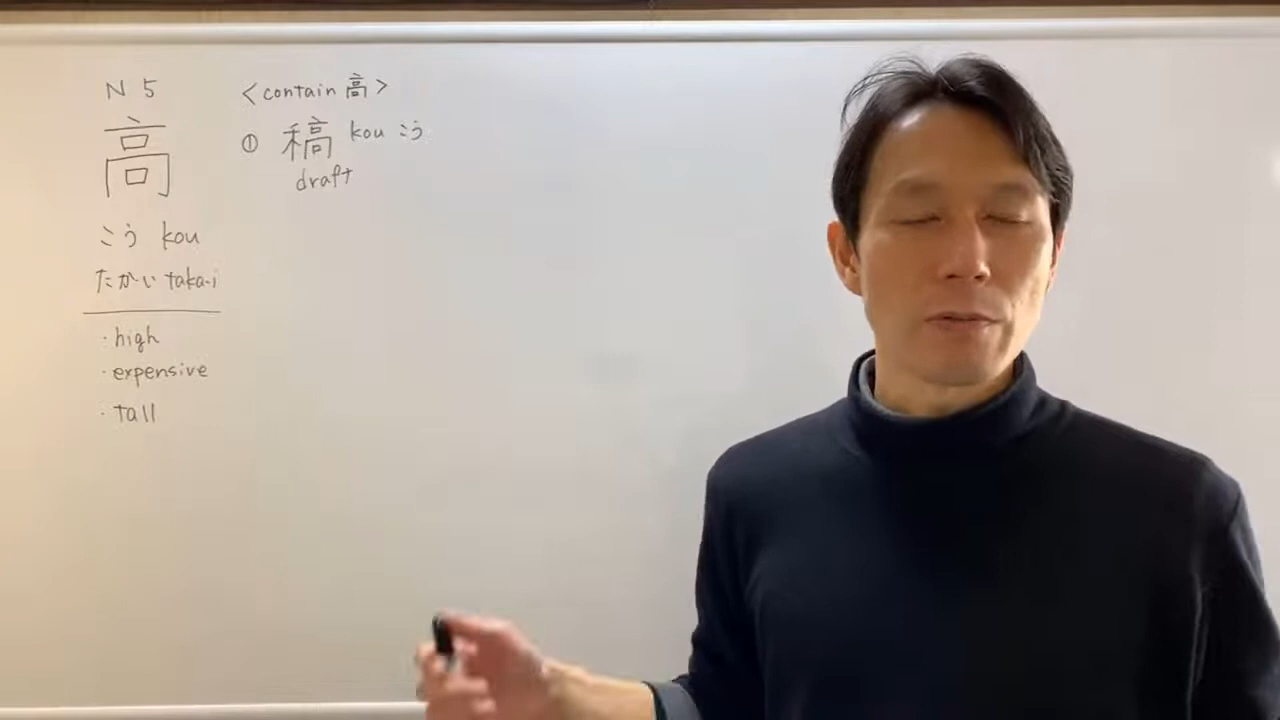 N5
高
こう kou
たかい taka-i
・high
・expensive
・tall
<contain 高>
① 稿 kou こう
draft